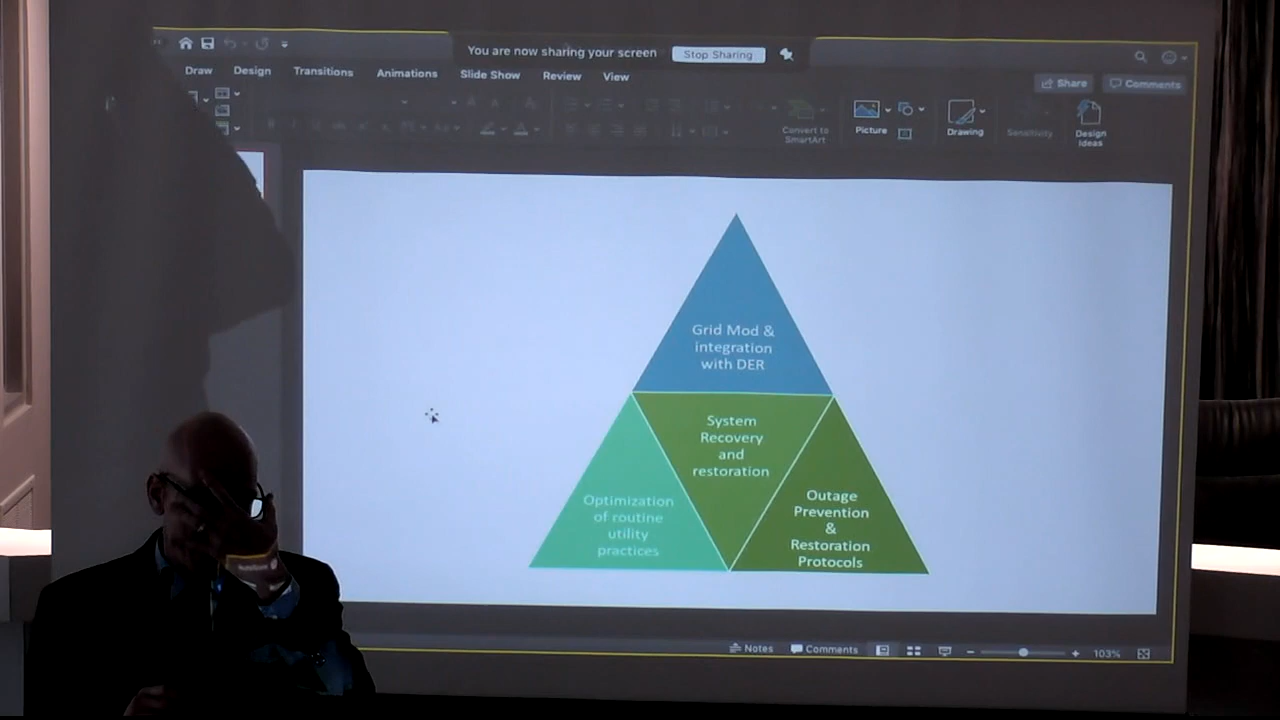 You are now sharing your screen Stop Sharing
Draw Design Transitions Animations Slide Show Review View
Share Comments
Convert to
SmartArt
Picture
Drawing
Sensitivity
Design
Ideas
Grid Mod &
integration
with DER
System
Recovery
and
restoration
Optimization
of routine
utility
practices
Outage
Prevention
&
Restoration
Protocols
Notes Comments 103%